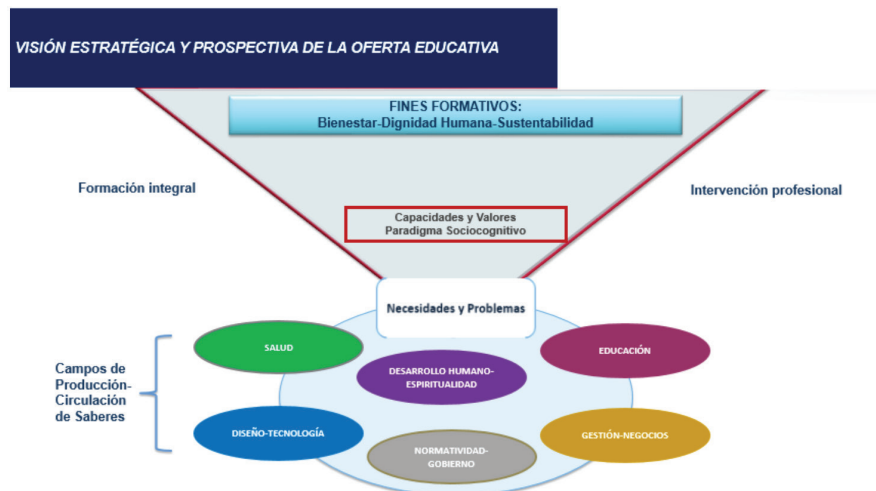 VISIÓN ESTRATÉGICA Y PROSPECTIVA DE LA OFERTA EDUCATIVA
FINES FORMATIVOS:
Bienestar-Dignidad Humana-Sustentabilidad
Formación integral
Intervención profesional
Capacidades y Valores
Paradigma Sociocognitivo
Necesidades y Problemas
SALUD
EDUCACIÓN
DESARROLLO HUMANO-
ESPIRITUALIDAD
Campos de
Producción-
Circulación
de Saberes
DISEÑO-TECNOLOGÍA
GESTIÓN-NEGOCIOS
NORMATIVIDAD-
GOBIERNO